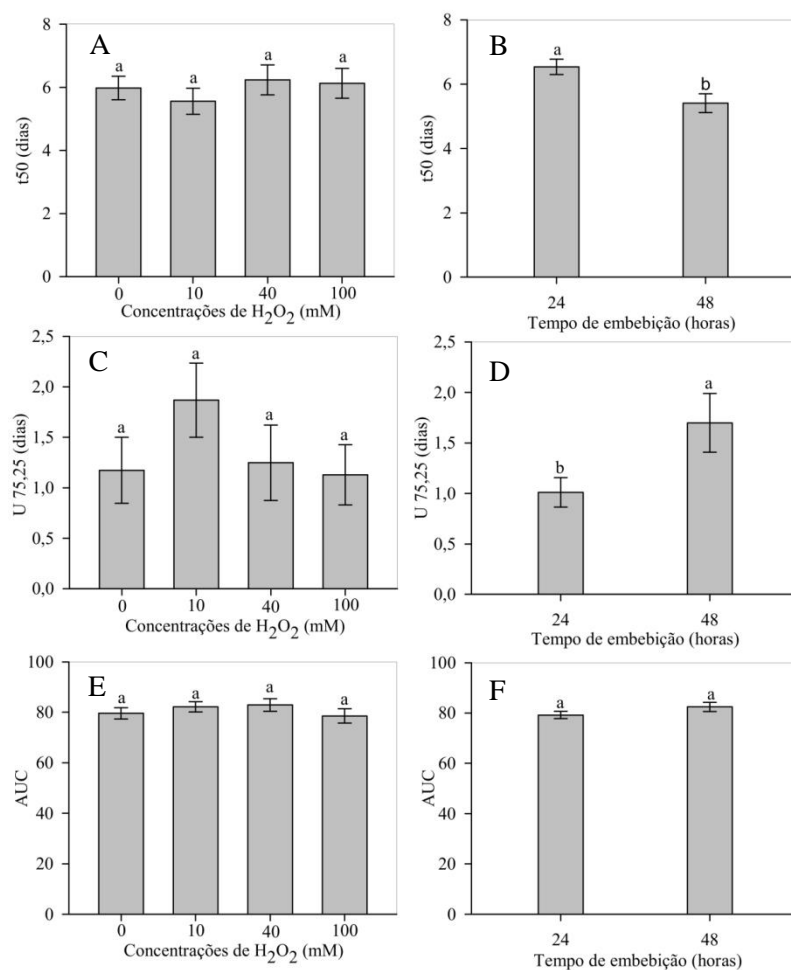 A
8
6
4
2
0
t50 (dias)
a
a
a
a
0
10
40
100
Concentrações de H2O2 (mM)
B
8
6
4
2
0
t50 (dias)
a
b
24
48
Tempo de embebição (horas)
C
2,5
2,0
1,5
1,0
0,5
0,0
U 75,25 (dias)
a
a
a
a
0
10
40
100
Concentrações de H2O2 (mM)
D
2,5
2,0
1,5
1,0
0,5
0,0
U 75,25 (dias)
b
a
24
48
Tempo de embebição (horas)
E
100
80
60
40
20
0
AUC
a
a
a
a
0
10
40
100
Concentrações de H2O2 (mM)
F
100
80
60
40
20
0
AUC
a
a
24
48
Tempo de embebição (horas)